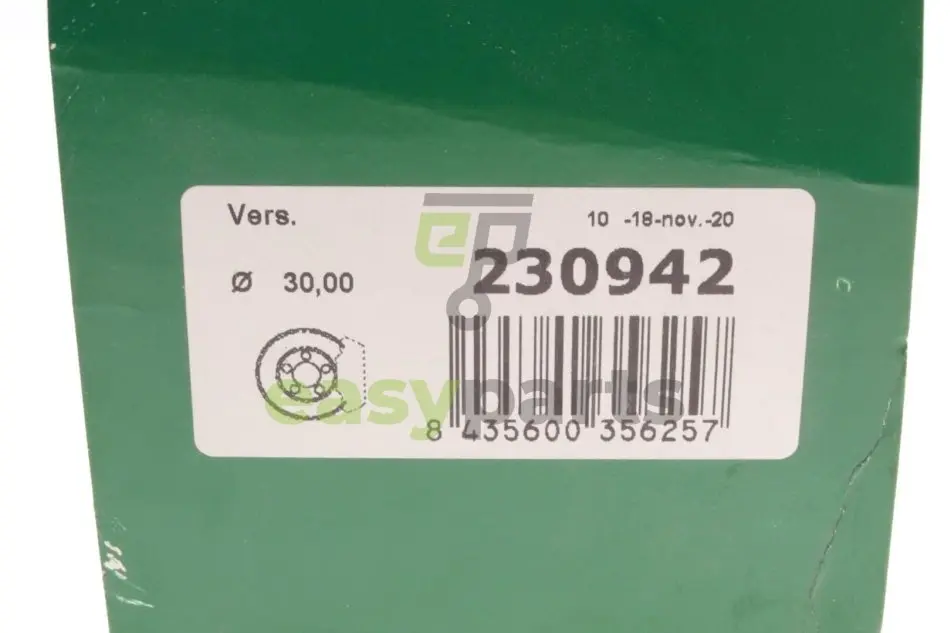 Vers.
10 -18-nov.-20
230942
Ø 30,00
easyparts
8 435600 356257